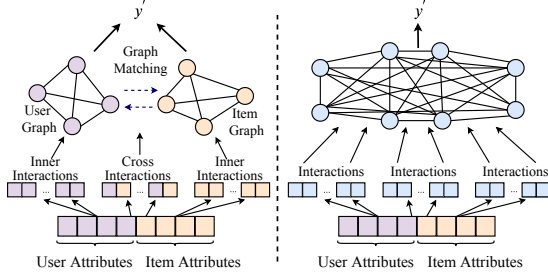 y'
Graph
Matching
User
Graph
Item
Graph
Inner
Interactions
Cross
Interactions
Inner
Interactions
... ... ...
User Attributes Item Attributes
y'
Interactions Interactions Interactions
... ... ...
User Attributes Item Attributes